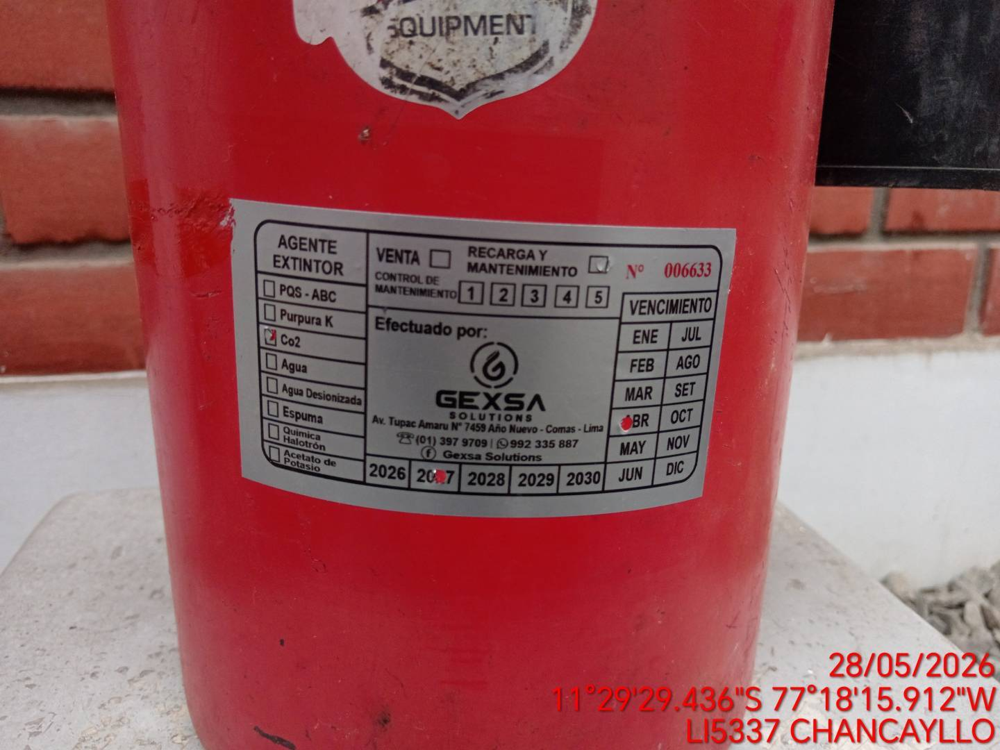 EQUIPMENT
AGENTE
EXTINTOR
PQS - ABC
Purpura K
Co2
Agua
Agua Desionizada
Espuma
Química
Halotrón
Acetato de
Potasio
VENTA
RECARGA Y
MANTENIMIENTO
N° 006633
CONTROL DE
MANTENIMIENTO 1 2 3 4 5
Efectuado por:
GEXSA
SOLUTIONS
Av. Tupac Amaru N° 7459 Año Nuevo - Comas - Lima
(01) 397 9709 | 992 335 887
Gexsa Solutions
2026 2027 2028 2029 2030
VENCIMIENTO
ENE JUL
FEB AGO
MAR SET
ABR OCT
MAY NOV
JUN DIC
28/05/2026
11°29'29.436"S 77°18'15.912"W
LI5337 CHANCAYLLO